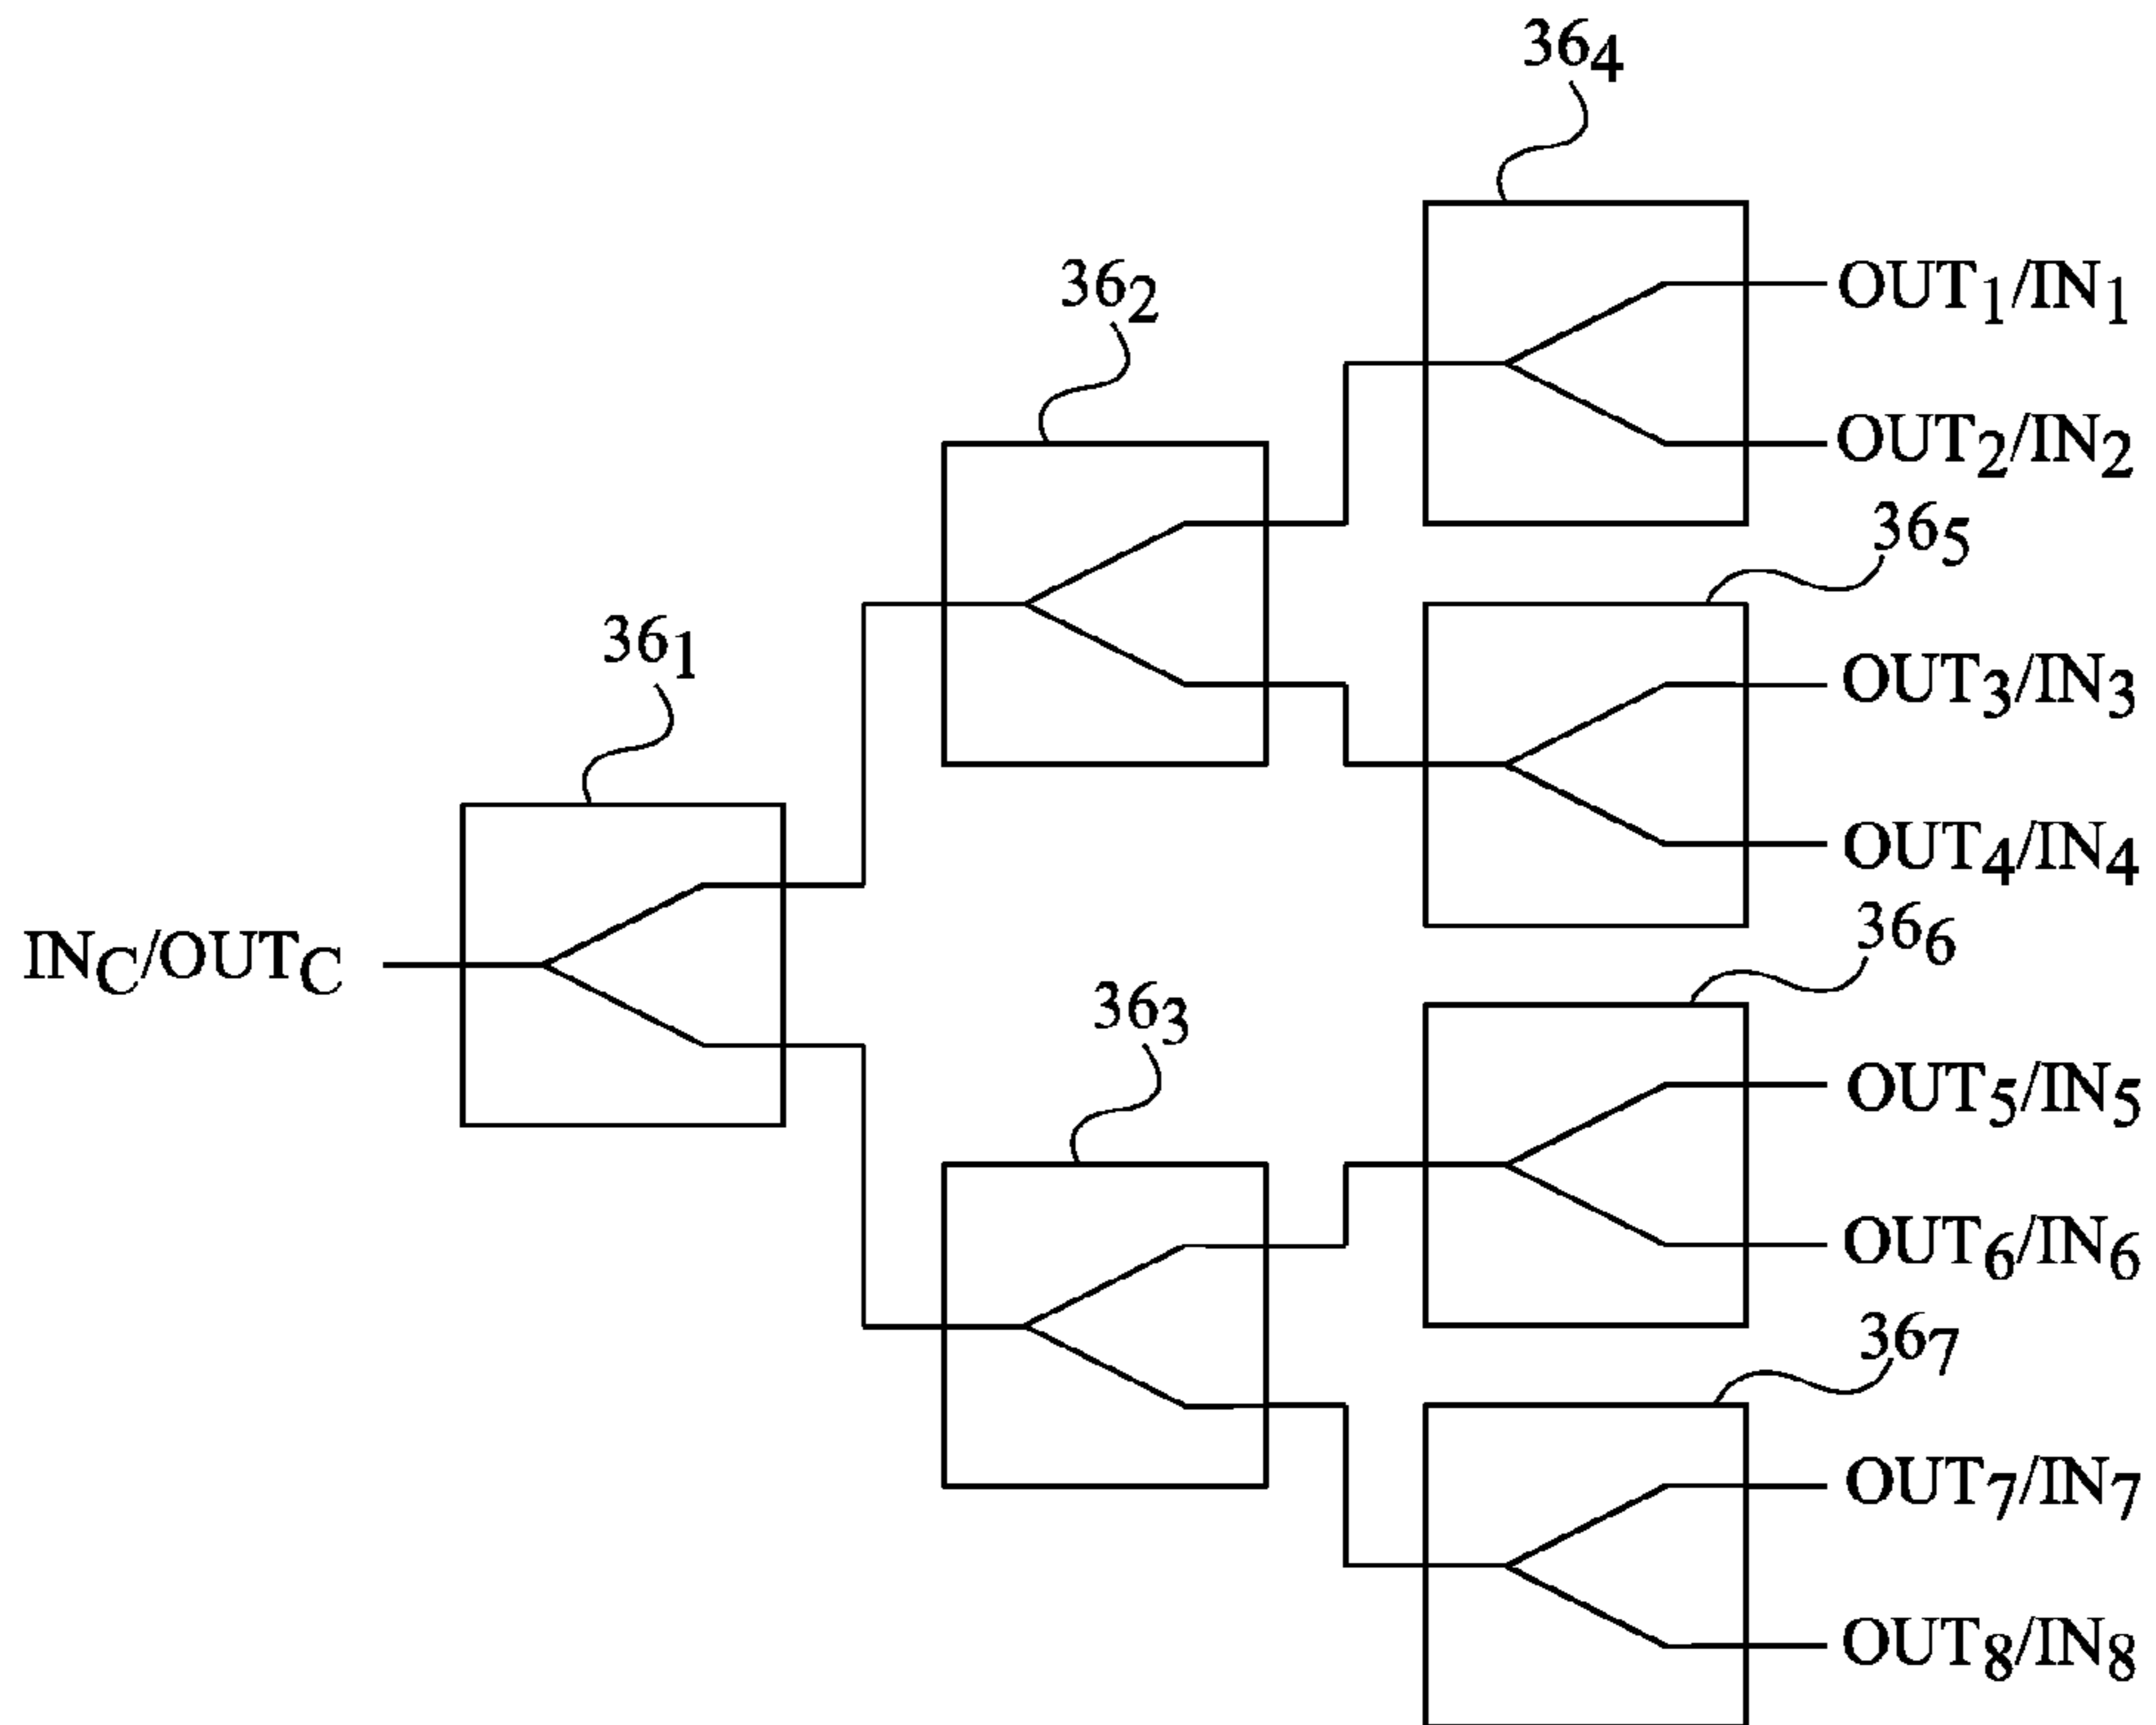 36₄
OUT₁/IN₁
36₂
OUT₂/IN₂
36₅
36₁
OUT₃/IN₃
OUT₄/IN₄
36₆
IN_C/OUT_C
36₃
OUT₅/IN₅
OUT₆/IN₆
36₇
OUT₇/IN₇
OUT₈/IN₈